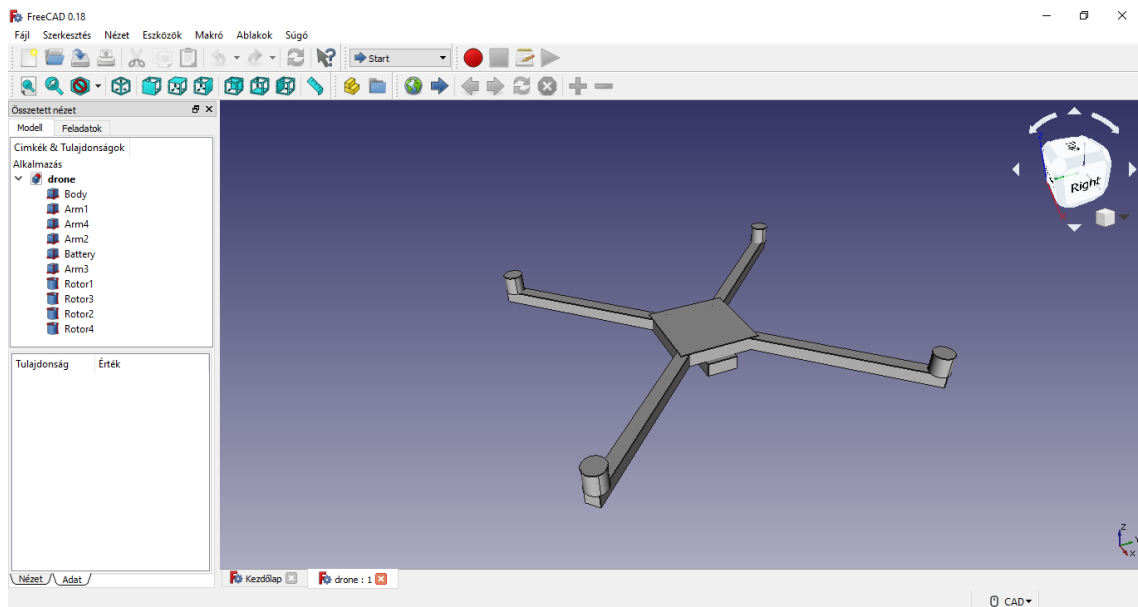 FreeCAD 0.18
Fájl Szerkesztés Nézet Eszközök Makró Ablakok Súgó
Start
Összetett nézet
Modell Feladatok
Cimkék & Tulajdonságok
Alkalmazás
drone
Body
Arm1
Arm4
Arm2
Battery
Arm3
Rotor1
Rotor3
Rotor2
Rotor4
Tulajdonság Érték
Right
Z
Y
X
Nézet Adat
Kezdőlap
drone : 1
CAD